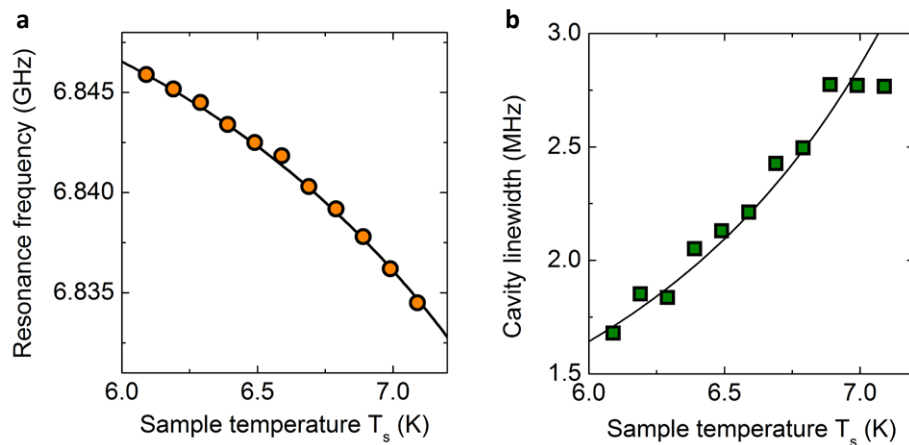 a
Resonance frequency (GHz)
6.845
6.840
6.835
6.0
6.5
7.0
Sample temperature T_s (K)
b
Cavity linewidth (MHz)
3.0
2.5
2.0
1.5
6.0
6.5
7.0
Sample temperature T_s (K)